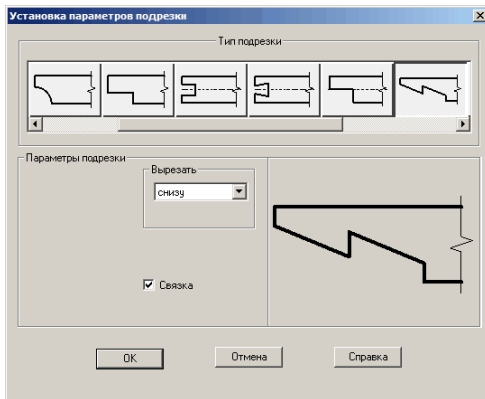 Установка параметров подрезки
Тип подрезки
Параметры подрезки
Вырезать
снизу
Связка
OK
Отмена
Справка